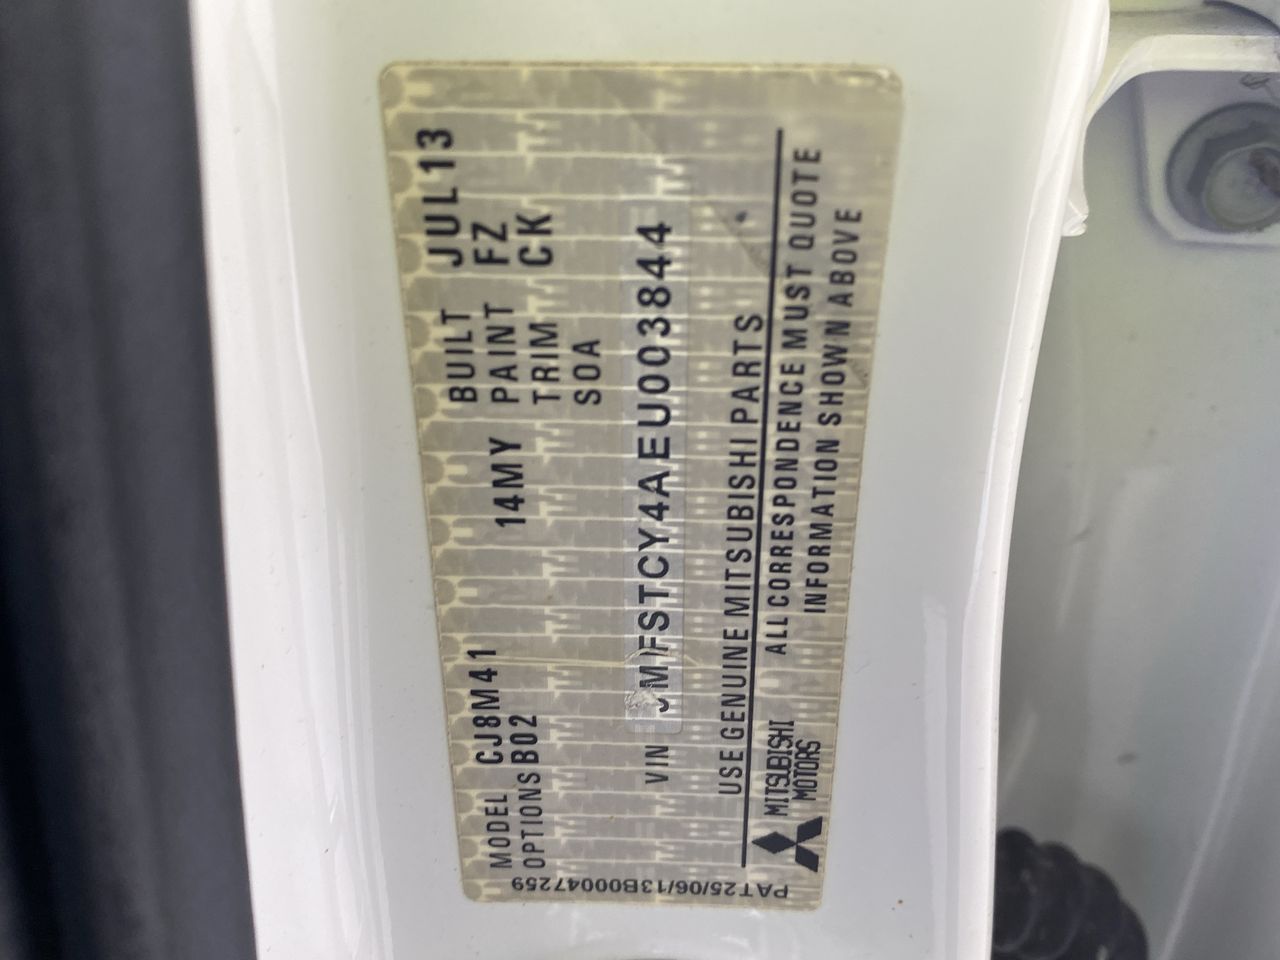 MODEL CJ8M41 BUILT JUL13
OPTIONS B02 14MY PAINT FZ
TRIM CK
SOA
VIN JMFSTCY4AEU003844
USE GENUINE MITSUBISHI PARTS
MITSUBISHI MOTORS
ALL CORRESPONDENCE MUST QUOTE
INFORMATION SHOWN ABOVE
PAT25/06/13B00047259